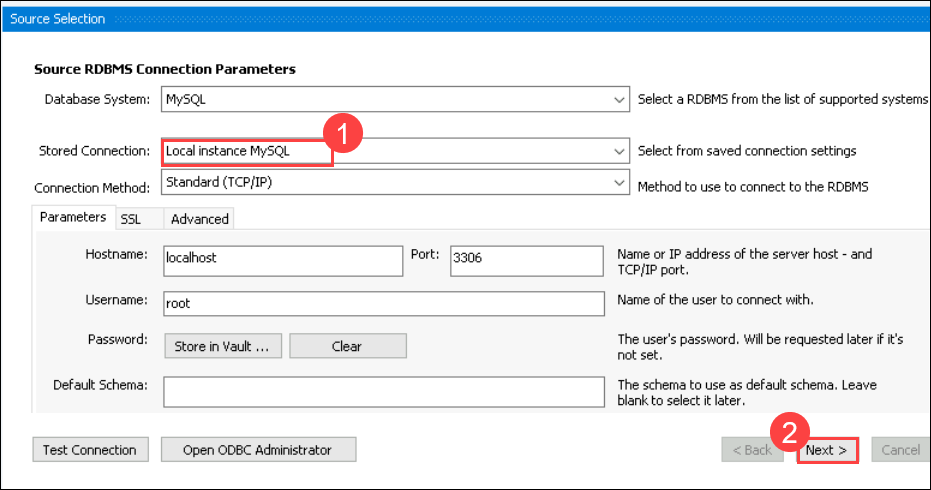 Source Selection
Source RDBMS Connection Parameters
Database System: MySQL Select a RDBMS from the list of supported systems
1
Stored Connection: Local instance MySQL Select from saved connection settings
Connection Method: Standard (TCP/IP) Method to use to connect to the RDBMS
Parameters SSL Advanced
Hostname: localhost Port: 3306 Name or IP address of the server host - and
TCP/IP port.
Username: root Name of the user to connect with.
Password: Store in Vault ... Clear The user's password. Will be requested later if it's
not set.
Default Schema: The schema to use as default schema. Leave
blank to select it later.
2
Test Connection Open ODBC Administrator < Back Next > Cancel